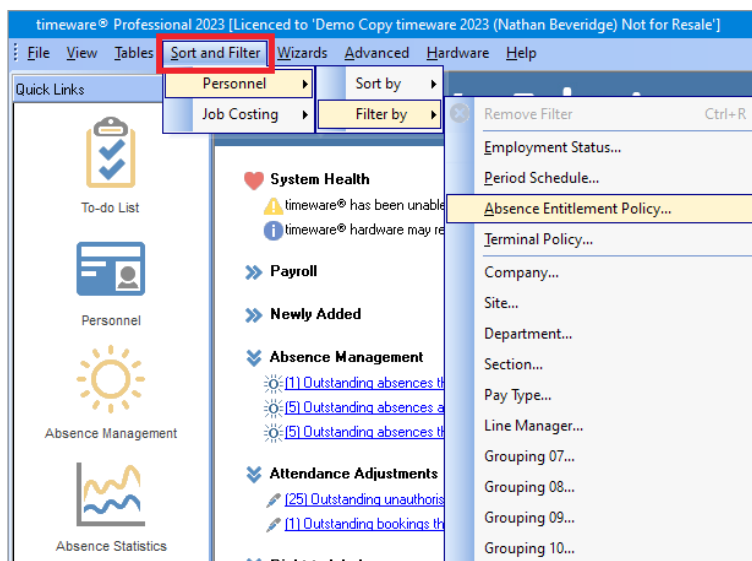 timeware® Professional 2023 [Licenced to 'Demo Copy timeware 2023 (Nathan Beveridge) Not for Resale']
File View Tables Sort and Filter Wizards Advanced Hardware Help
Quick Links
Personnel
Job Costing
Sort by
Filter by
Remove Filter Ctrl+R
Employment Status...
Period Schedule...
Absence Entitlement Policy...
Terminal Policy...
Company...
Site...
Department...
Section...
Pay Type...
Line Manager...
Grouping 07...
Grouping 08...
Grouping 09...
Grouping 10...
To-do List
Personnel
Absence Management
Absence Statistics
System Health
timeware® has been unable
timeware® hardware may re
Payroll
Newly Added
Absence Management
(1) Outstanding absences th
(5) Outstanding absences a
(5) Outstanding absences th
Attendance Adjustments
(25) Outstanding unauthoris
(1) Outstanding bookings th